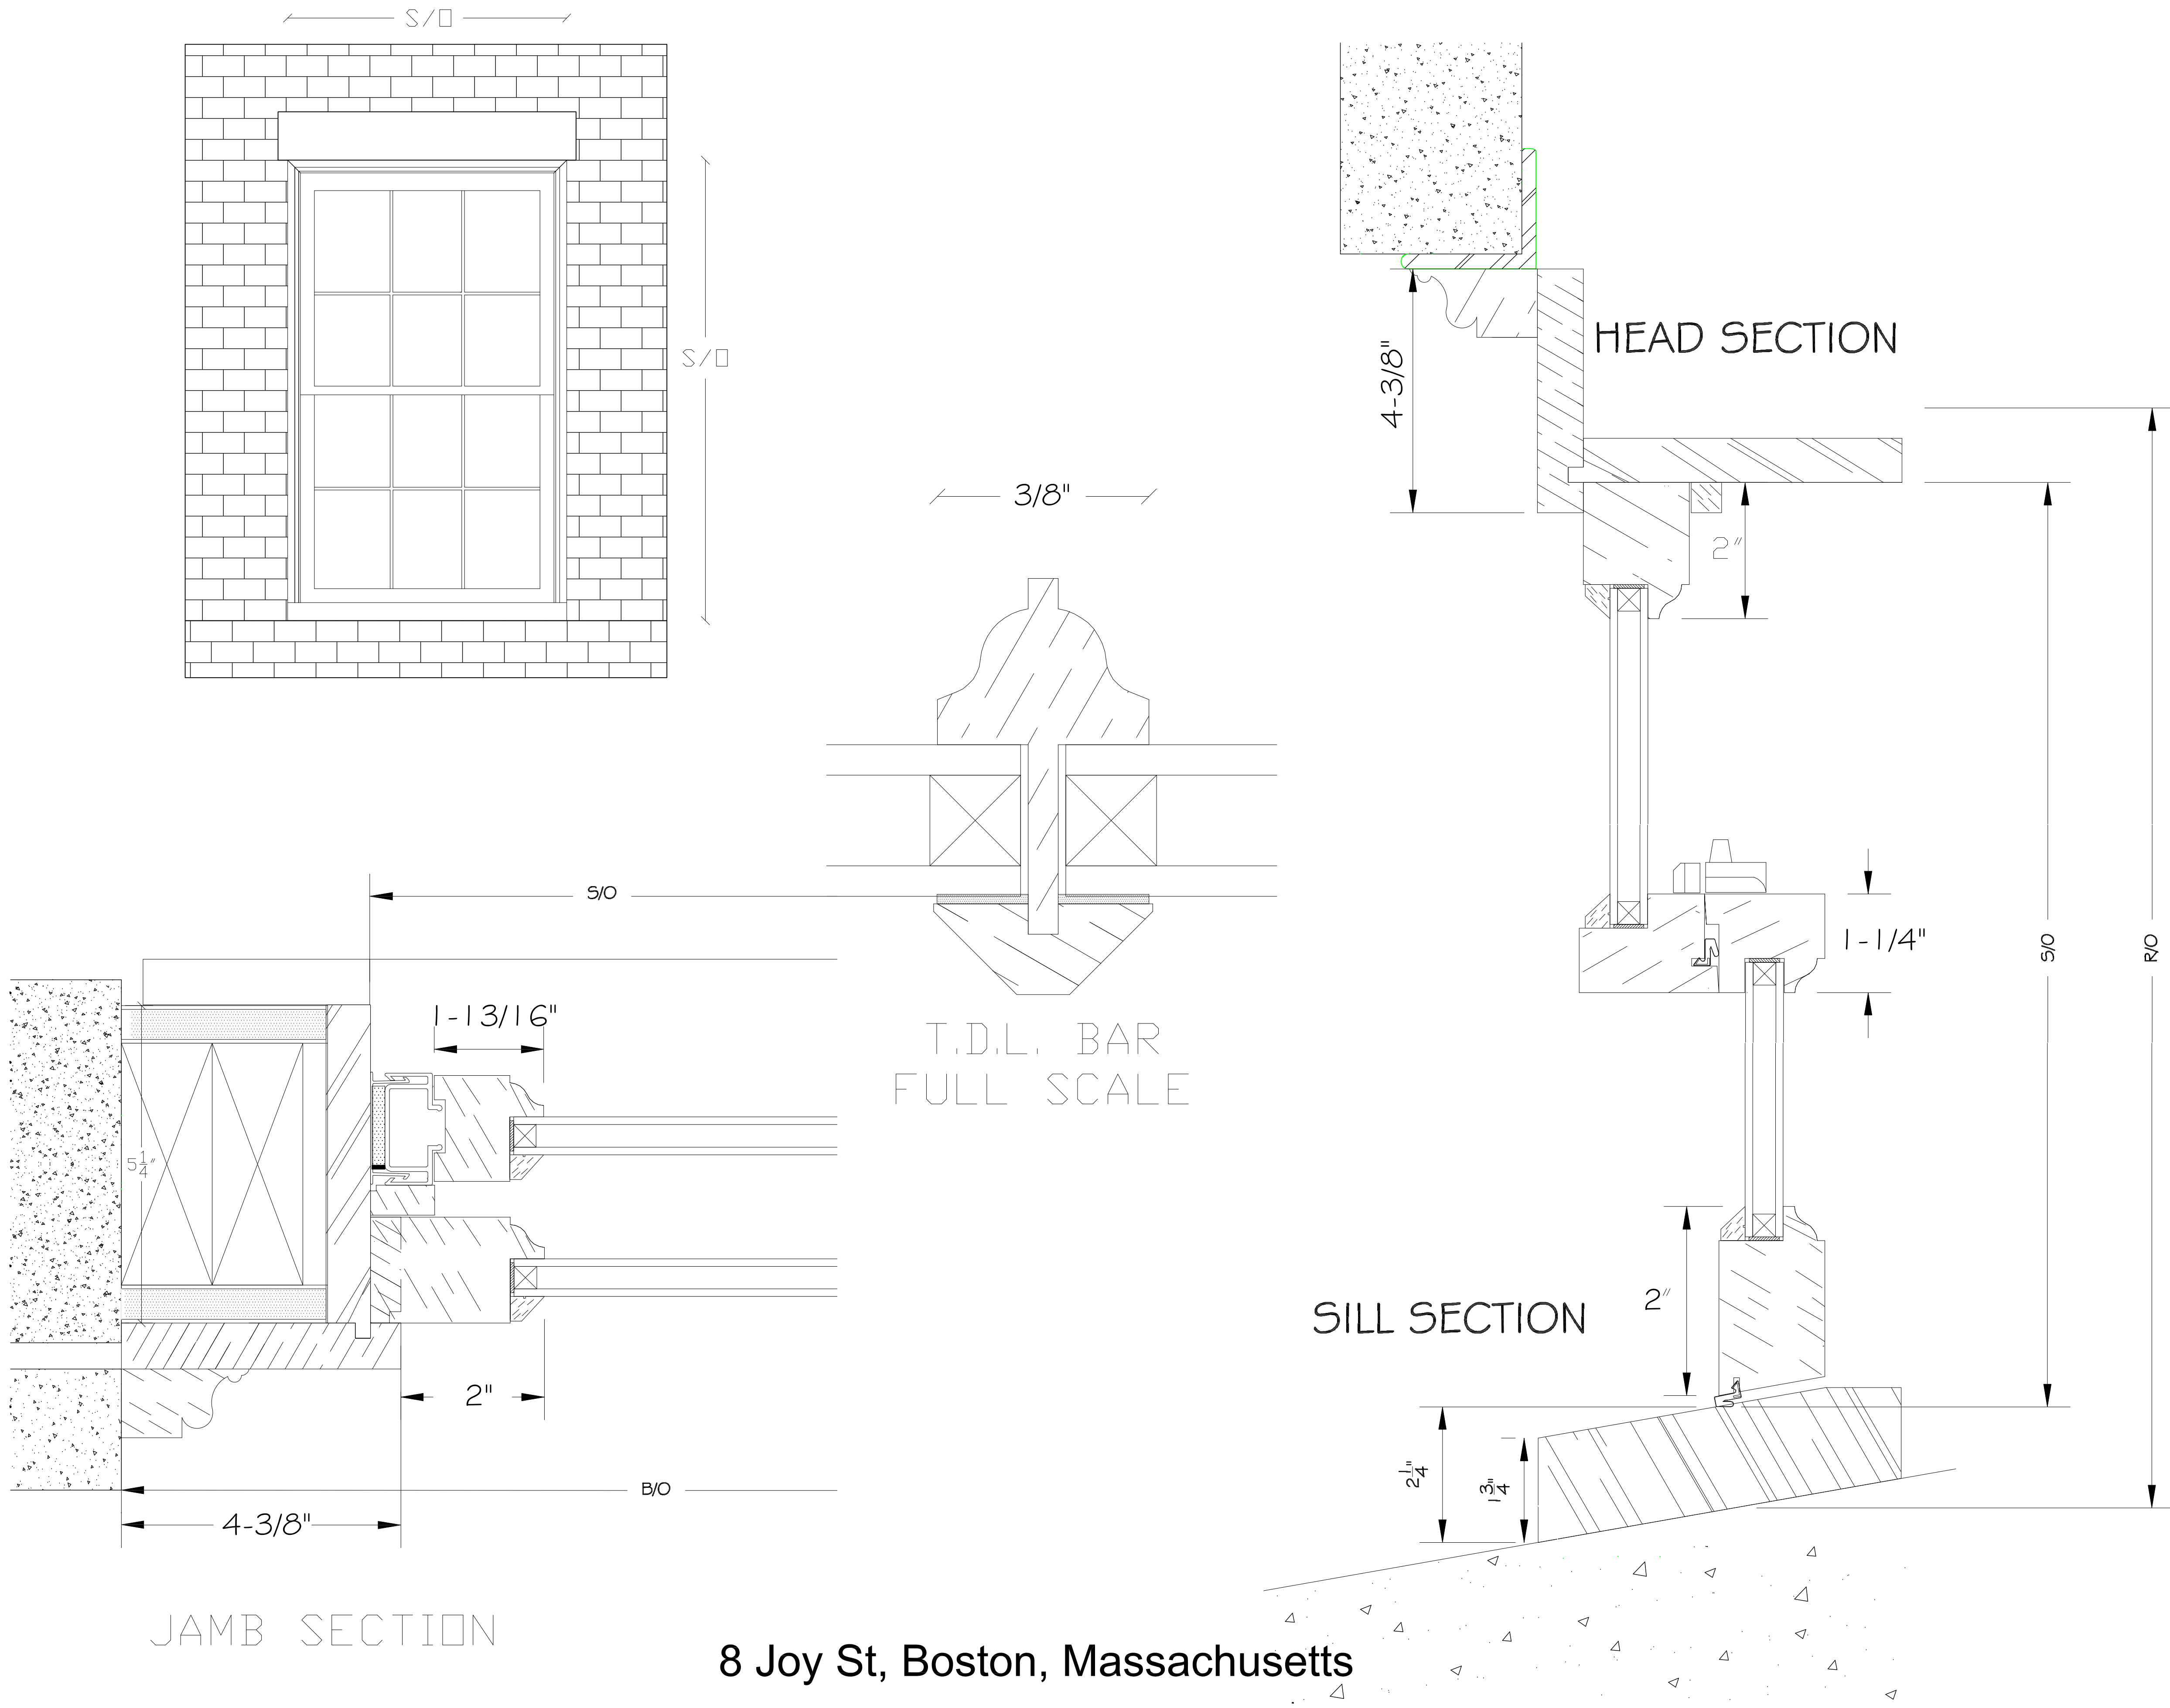 S/O
S/O
HEAD SECTION
4-3/8"
2"
3/8"
T.D.L. BAR
FULL SCALE
S/O
1-13/16"
5 1/4"
2"
B/O
4-3/8"
JAMB SECTION
1-1/4"
S/O
R/O
SILL SECTION
2"
2 1/4"
1 3/4"
8 Joy St, Boston, Massachusetts